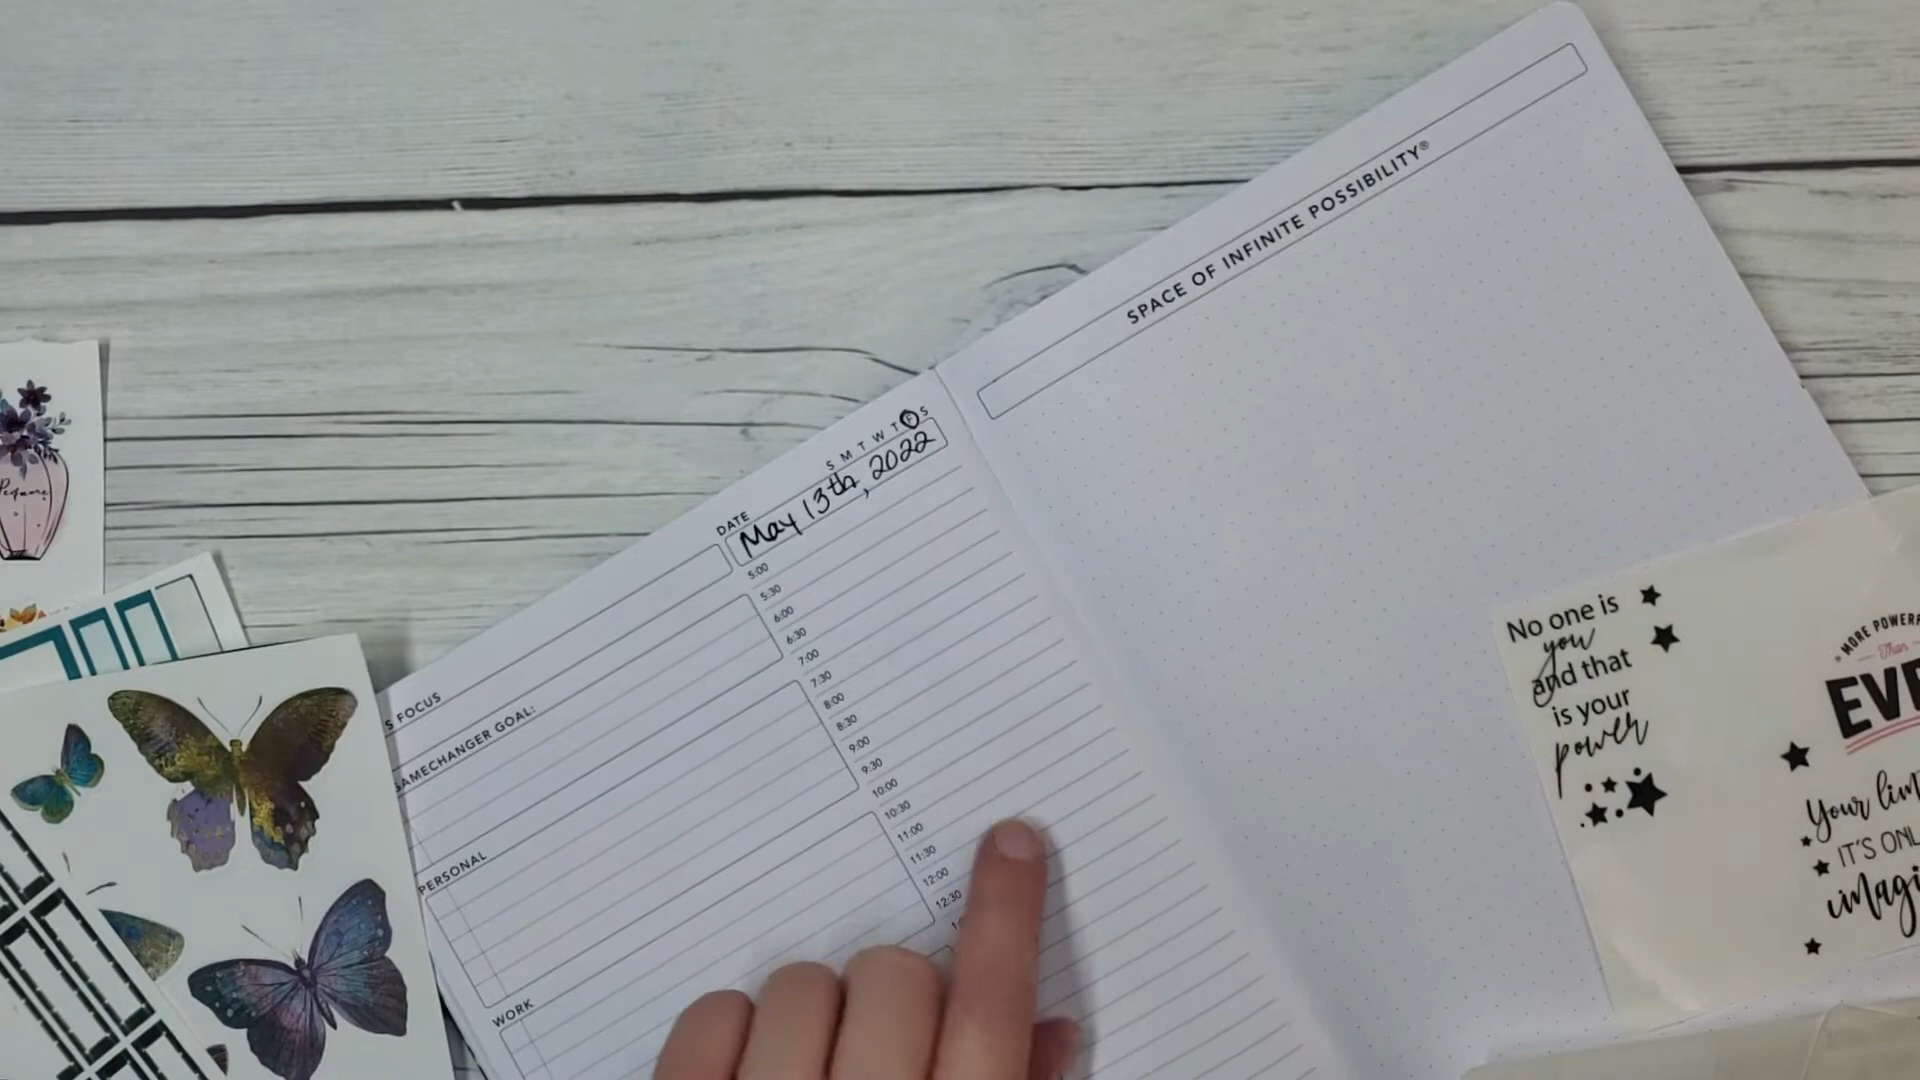 SPACE OF INFINITE POSSIBILITY®
S M T W T F S
DATE
May 13th, 2022
S FOCUS
GAMECHANGER GOAL:
PERSONAL
WORK
5:00
5:30
6:00
6:30
7:00
7:30
8:00
8:30
9:00
9:30
10:00
10:30
11:00
11:30
12:00
12:30
Perfume
No one is
you
and that
is your
power
MORE POWERF
Than
EVE
Your lim
IT'S ONL
imagi